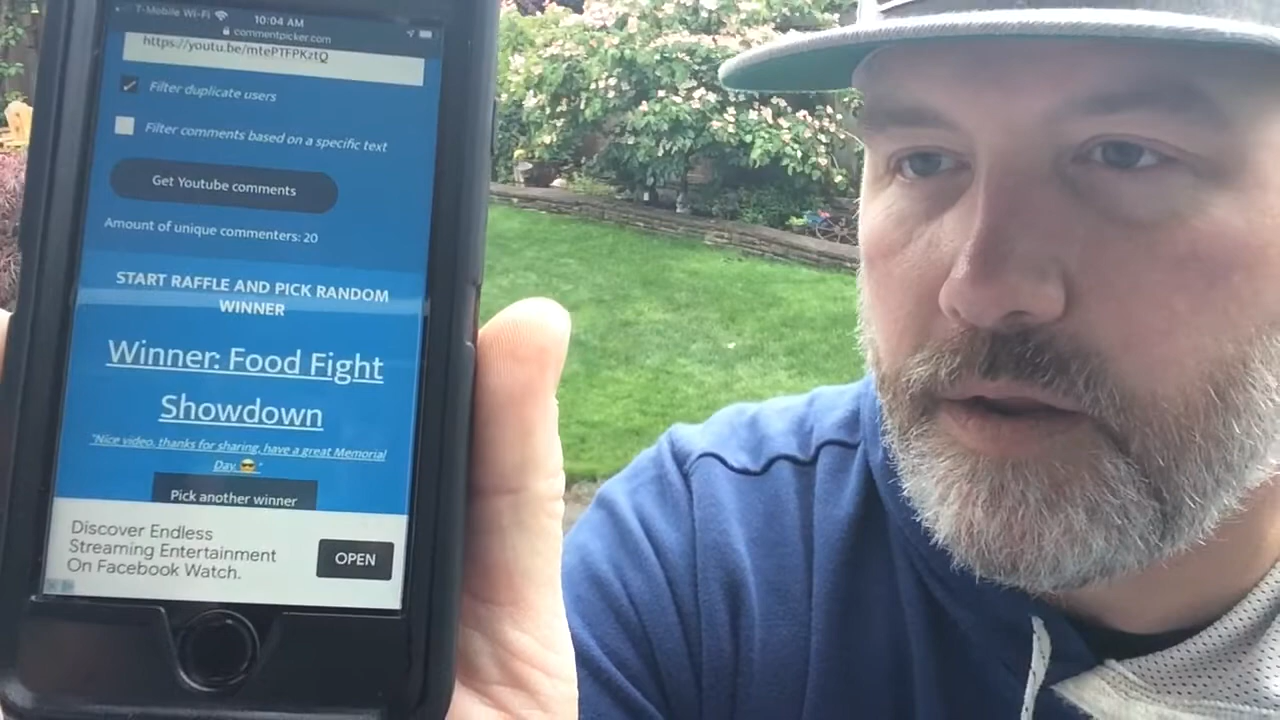 T-Mobile Wi-Fi 10:04 AM
commentpicker.com
https://youtu.be/mtePTFPKztQ
Filter duplicate users
Filter comments based on a specific text
Get Youtube comments
Amount of unique commenters: 20
START RAFFLE AND PICK RANDOM
WINNER
Winner: Food Fight
Showdown
"Nice video, thanks for sharing, have a great Memorial
Day 😎"
Pick another winner
Discover Endless
Streaming Entertainment
On Facebook Watch.
OPEN